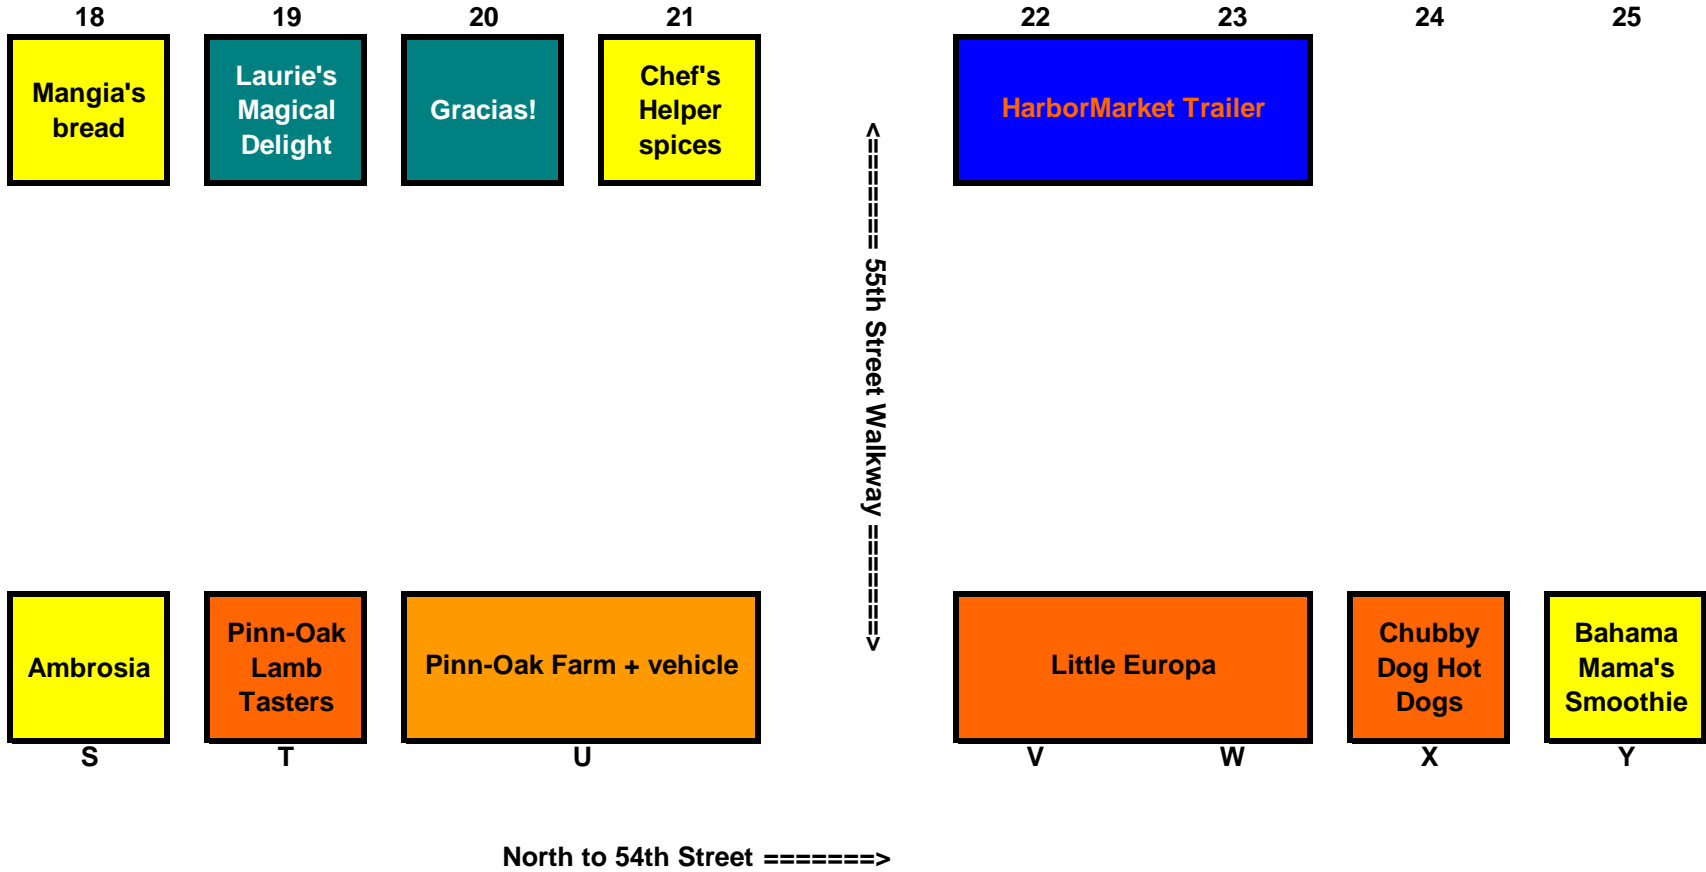 18 19 20 21 22 23 24 25
Mangia's
bread
Laurie's
Magical
Delight
Gracias!
Chef's
Helper
spices
HarborMarket Trailer
<======== 55th Street Walkway =======>
Ambrosia
Pinn-Oak
Lamb
Tasters
Pinn-Oak Farm + vehicle
Little Europa
Chubby
Dog Hot
Dogs
Bahama
Mama's
Smoothie
S T U V W X Y
North to 54th Street =======>